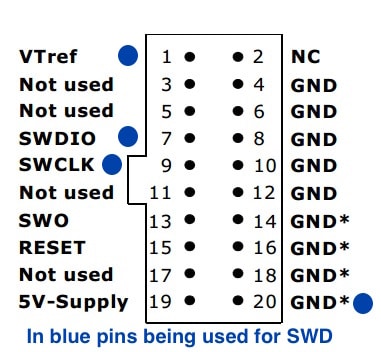 VTref 1 2 NC
Not used 3 4 GND
Not used 5 6 GND
SWDIO 7 8 GND
SWCLK 9 10 GND
Not used 11 12 GND
SWO 13 14 GND*
RESET 15 16 GND*
Not used 17 18 GND*
5V-Supply 19 20 GND*
In blue pins being used for SWD